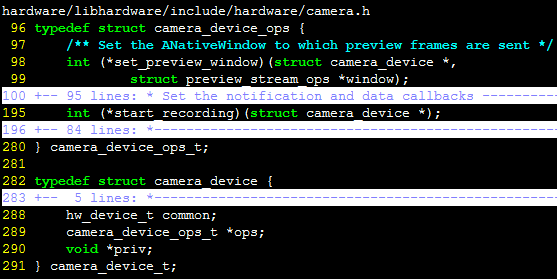 hardware/libhardware/include/hardware/camera.h
96 typedef struct camera_device_ops {
97     /** Set the ANativeWindow to which preview frames are sent */
98     int (*set_preview_window)(struct camera_device *,
99             struct preview_stream_ops *window);
100 +-- 95 lines: * Set the notification and data callbacks ----------
195     int (*start_recording)(struct camera_device *);
196 +-- 84 lines: *--------------------------------------------------
280 } camera_device_ops_t;
281
282 typedef struct camera_device {
283 +--  5 lines: *--------------------------------------------------
288     hw_device_t common;
289     camera_device_ops_t *ops;
290     void *priv;
291 } camera_device_t;